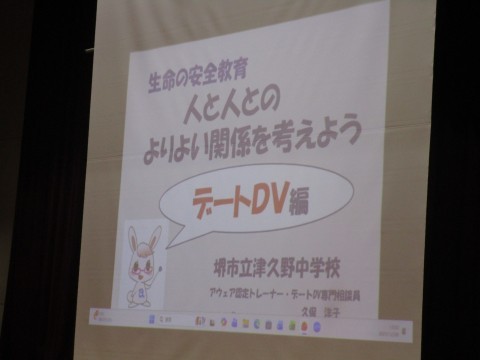 生命の安全教育
人と人との
よりよい関係を考えよう
デートDV編
堺市立津久野中学校
アウェア認定トレーナー・デートDV専門相談員